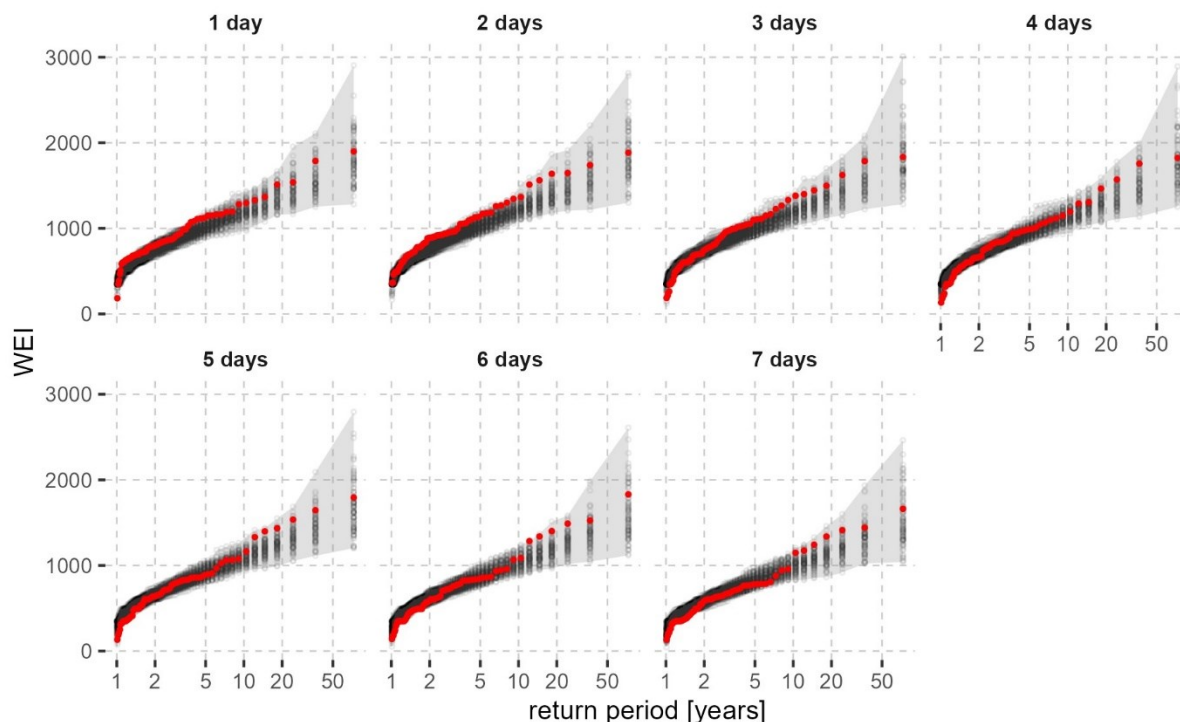 1 day
2 days
3 days
4 days
3000
2000
1000
0
1 2 5 10 20 50
WEI
5 days
6 days
7 days
3000
2000
1000
0
1 2 5 10 20 50
1 2 5 10 20 50
1 2 5 10 20 50
return period [years]